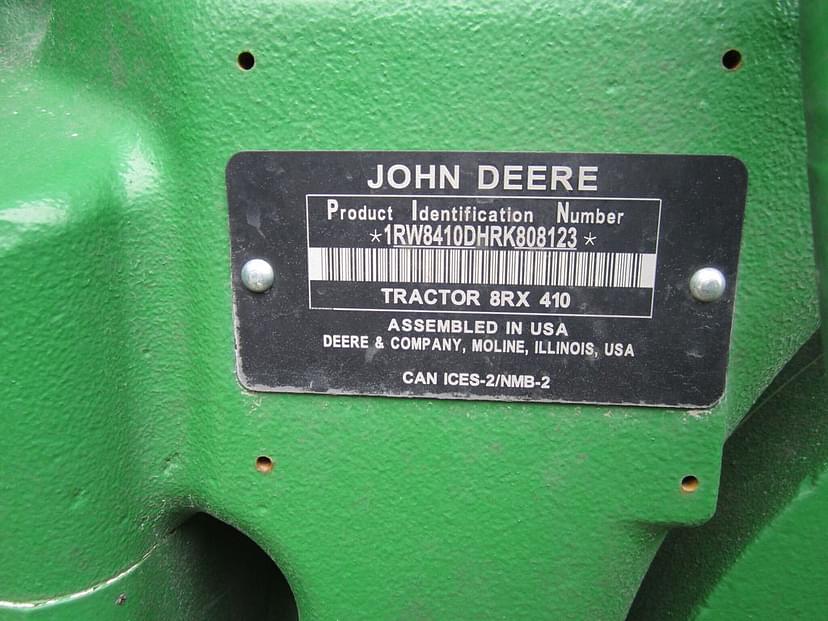 JOHN DEERE
Product Identification Number
*1RW8410DHRK808123*
TRACTOR 8RX 410
ASSEMBLED IN USA
DEERE & COMPANY, MOLINE, ILLINOIS, USA
CAN ICES-2/NMB-2